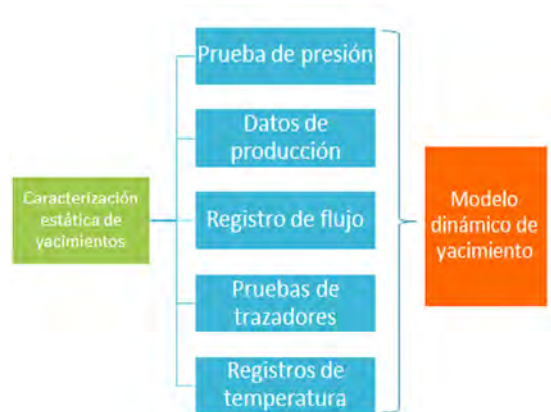 Caracterización
estática de
yacimientos
Prueba de presión
Datos de
producción
Registro de flujo
Pruebas de
trazadores
Registros de
temperatura
Modelo
dinámico de
yacimiento